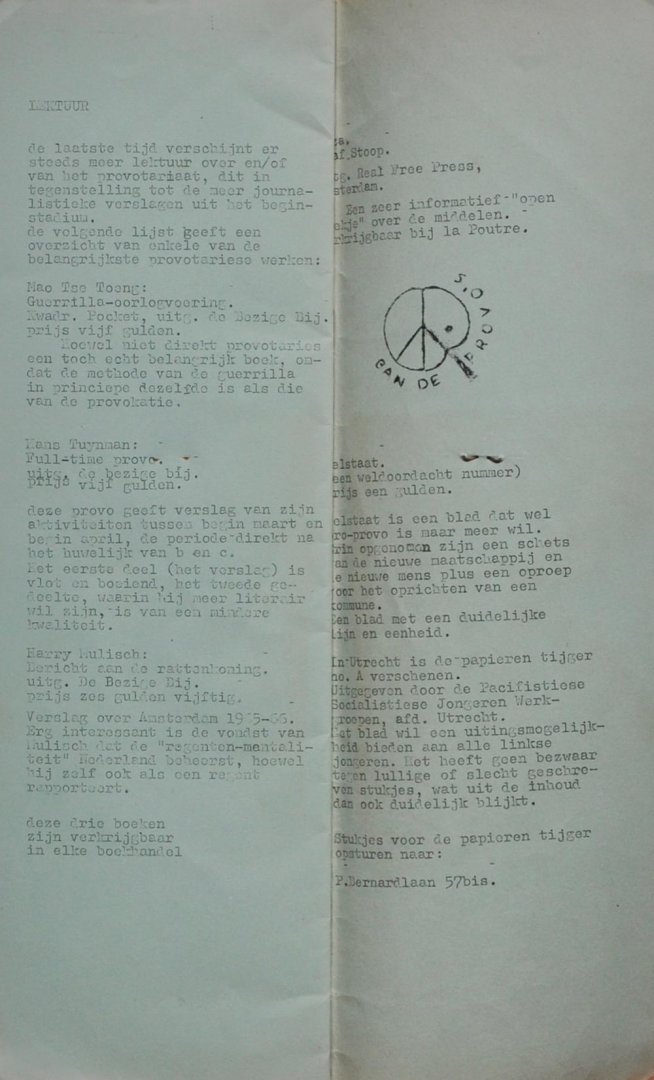 LEKTUUR
de laatste tijd verschijnt er
steeds meer lektuur over en/of
van het provotariaat, dit in
tegenstelling tot de meer journa-
listieke verslagen uit het begin-
stadium.
de volgende lijst geeft een
overzicht van enkele van de
belangrijkste provotariese werken:
Mao Tse Toeng:
Guerrilla-oorlogvoering.
Kwadr. Pocket, uitg. de Bezige Bij.
prijs vijf gulden.
Hoewel niet direkt provotaries
een toch echt belangrijk boek, om-
dat de methode van de guerrilla
in principe dezelfde is als die
van de provokatie.
Hans Tuynman:
Full-time provo.
uitg. de bezige bij.
prijs vijf gulden.
deze provo geeft verslag van zijn
aktiviteiten tussen begin maart en
begin april, de periode direkt na
het huwelijk van b en c.
Het eerste deel (het verslag) is
vlot en boeiend, het tweede ge-
deelte, waarin hij meer literair
wil zijn, is van een mindere
kwaliteit.
Harry Mulisch:
Bericht aan de rattenkoning.
uitg. De Bezige Bij.
prijs zes gulden vijftig.
Verslag over Amsterdam 1965-66.
Erg interessant is de vondst van
Mulisch dat de "regenten-mentali-
teit" Nederland beheerst, hoewel
hij zelf ook als een regent
rapporteert.
deze drie boeken
zijn verkrijgbaar
in elke boekhandel
af Stoop.
tg. Real Free Press,
sterdam.
Een zeer informatief "open
kje" over de middelen.
rkrijgbaar bij la Poutre.
BAN DE PROVO'S
elstaat.
een weldoordacht nummer)
rijs een gulden.
elstaat is een blad dat wel
ro-provo is maar meer wil.
rin opgenomen zijn een schets
an de nieuwe maatschappij en
e nieuwe mens plus een oproep
oor het oprichten van een
kommune.
Een blad met een duidelijke
lijn en eenheid.
In Utrecht is de papieren tijger
no. A verschenen.
Uitgegeven door de Pacifistiese
Socialistiese Jongeren Werk-
groepen, afd. Utrecht.
Het blad wil een uitingsmogelijk-
heid bieden aan alle linkse
jongeren. Het heeft geen bezwaar
tegen lullige of slecht geschre-
ven stukjes, wat uit de inhoud
dan ook duidelijk blijkt.
Stukjes voor de papieren tijger
opsturen naar:
P.Bernardlaan 57bis.